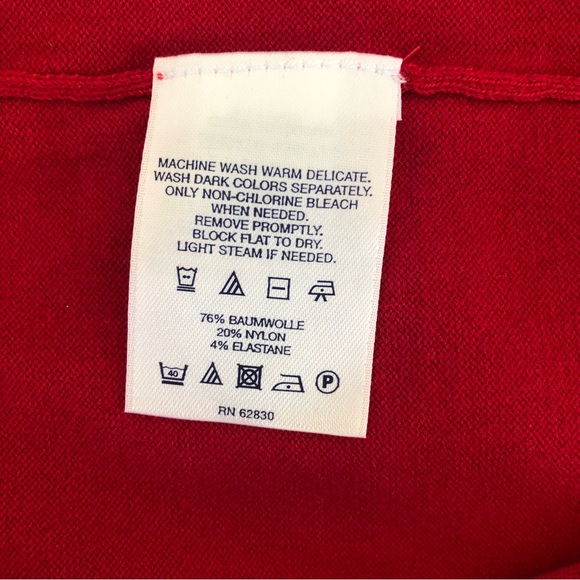 MACHINE WASH WARM DELICATE.
WASH DARK COLORS SEPARATELY.
ONLY NON-CHLORINE BLEACH
WHEN NEEDED.
REMOVE PROMPTLY.
BLOCK FLAT TO DRY.
LIGHT STEAM IF NEEDED.
76% BAUMWOLLE
20% NYLON
4% ELASTANE
40 P
RN 62830